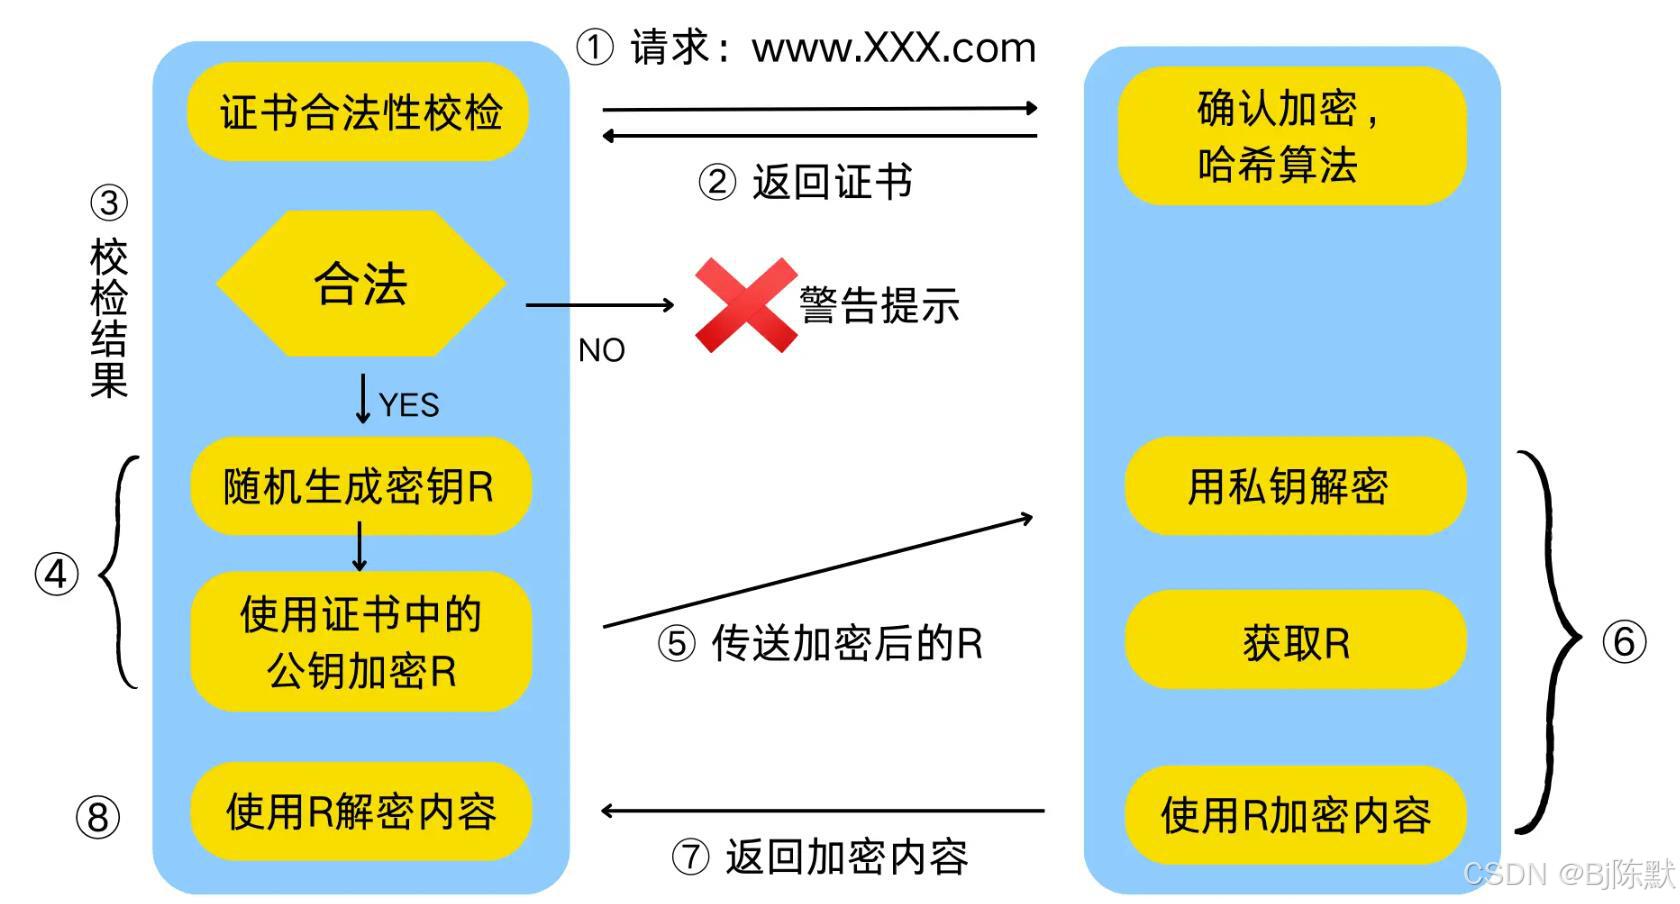 ① 请求：www.XXX.com
证书合法性校检
确认加密，
哈希算法
② 返回证书
③
校检结果
合法
NO
警告提示
YES
④
随机生成密钥R
使用证书中的
公钥加密R
⑤ 传送加密后的R
用私钥解密
获取R
使用R加密内容
⑥
⑦ 返回加密内容
⑧
使用R解密内容
CSDN @Bj陈默